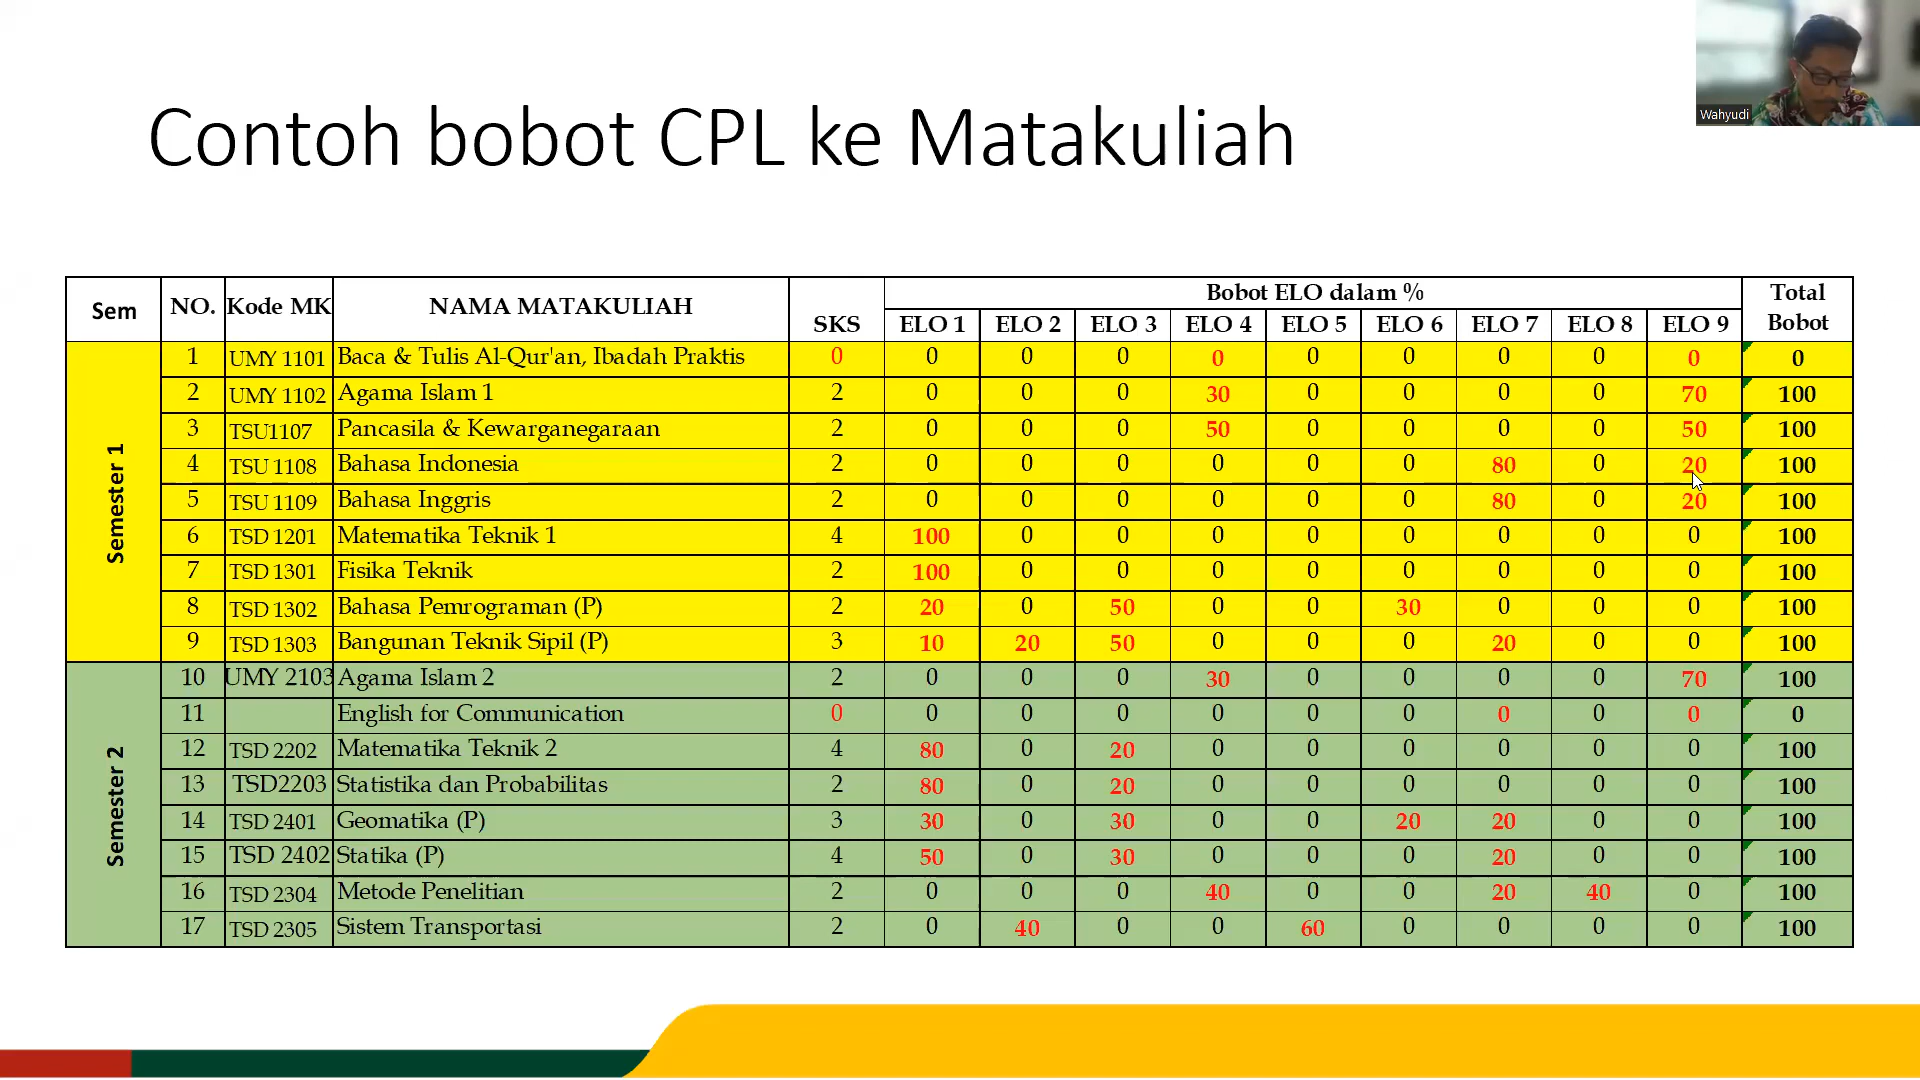 Wahyudi
Contoh bobot CPL ke Matakuliah
Sem NO. Kode MK NAMA MATAKULIAH SKS Bobot ELO dalam % Total Bobot
ELO 1 ELO 2 ELO 3 ELO 4 ELO 5 ELO 6 ELO 7 ELO 8 ELO 9
Semester 1
1 UMY 1101 Baca & Tulis Al-Qur'an, Ibadah Praktis 0 0 0 0 0 0 0 0 0 0 0
2 UMY 1102 Agama Islam 1 2 0 0 0 30 0 0 0 0 70 100
3 TSU1107 Pancasila & Kewarganegaraan 2 0 0 0 50 0 0 0 0 50 100
4 TSU 1108 Bahasa Indonesia 2 0 0 0 0 0 0 80 0 20 100
5 TSU 1109 Bahasa Inggris 2 0 0 0 0 0 0 80 0 20 100
6 TSD 1201 Matematika Teknik 1 4 100 0 0 0 0 0 0 0 0 100
7 TSD 1301 Fisika Teknik 2 100 0 0 0 0 0 0 0 0 100
8 TSD 1302 Bahasa Pemrograman (P) 2 20 0 50 0 0 30 0 0 0 100
9 TSD 1303 Bangunan Teknik Sipil (P) 3 10 20 50 0 0 0 20 0 0 100
Semester 2
10 UMY 2103 Agama Islam 2 2 0 0 0 30 0 0 0 0 70 100
11 English for Communication 0 0 0 0 0 0 0 0 0 0 0
12 TSD 2202 Matematika Teknik 2 4 80 0 20 0 0 0 0 0 0 100
13 TSD2203 Statistika dan Probabilitas 2 80 0 20 0 0 0 0 0 0 100
14 TSD 2401 Geomatika (P) 3 30 0 30 0 0 20 20 0 0 100
15 TSD 2402 Statika (P) 4 50 0 30 0 0 0 20 0 0 100
16 TSD 2304 Metode Penelitian 2 0 0 0 40 0 0 20 40 0 100
17 TSD 2305 Sistem Transportasi 2 0 40 0 0 60 0 0 0 0 100